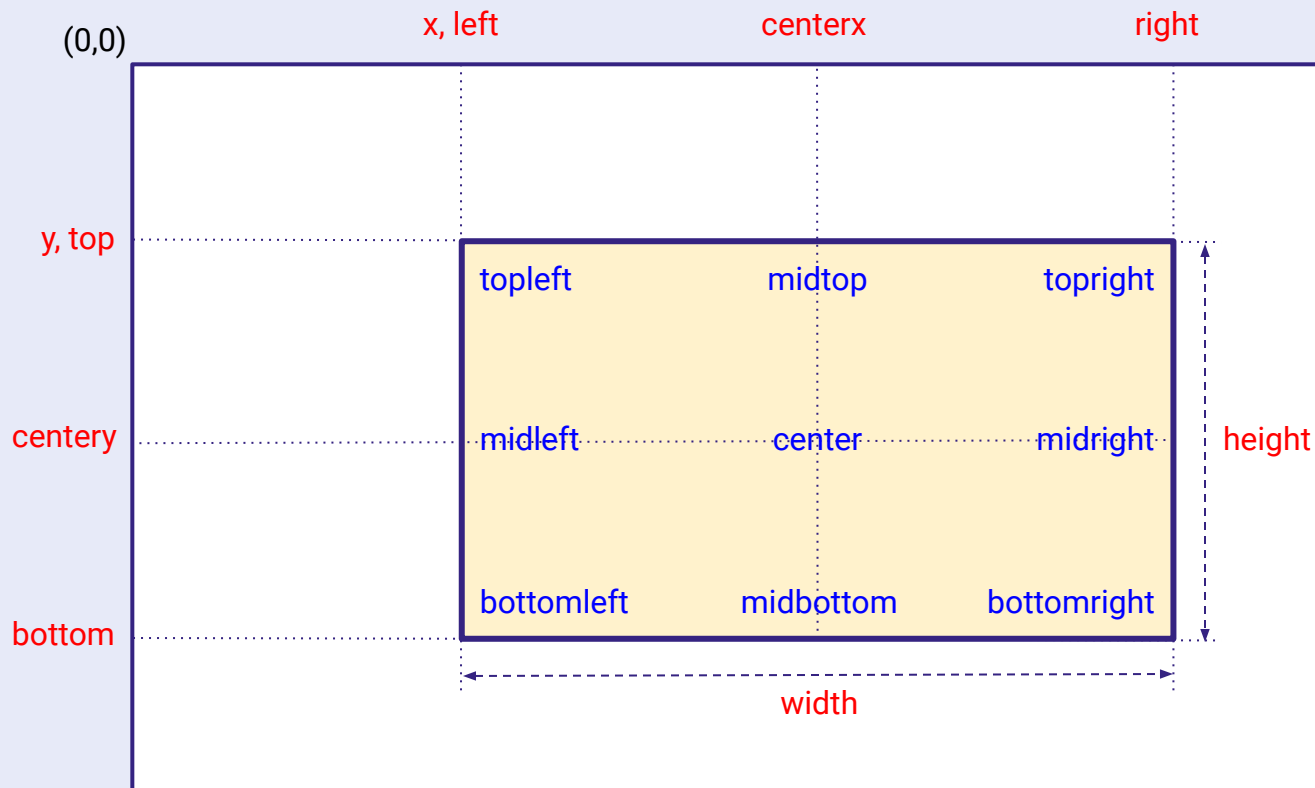 x, left
centerx
right
(0,0)
y, top
topleft
midtop
topright
centery
midleft
center
midright
height
bottomleft
midbottom
bottomright
bottom
width